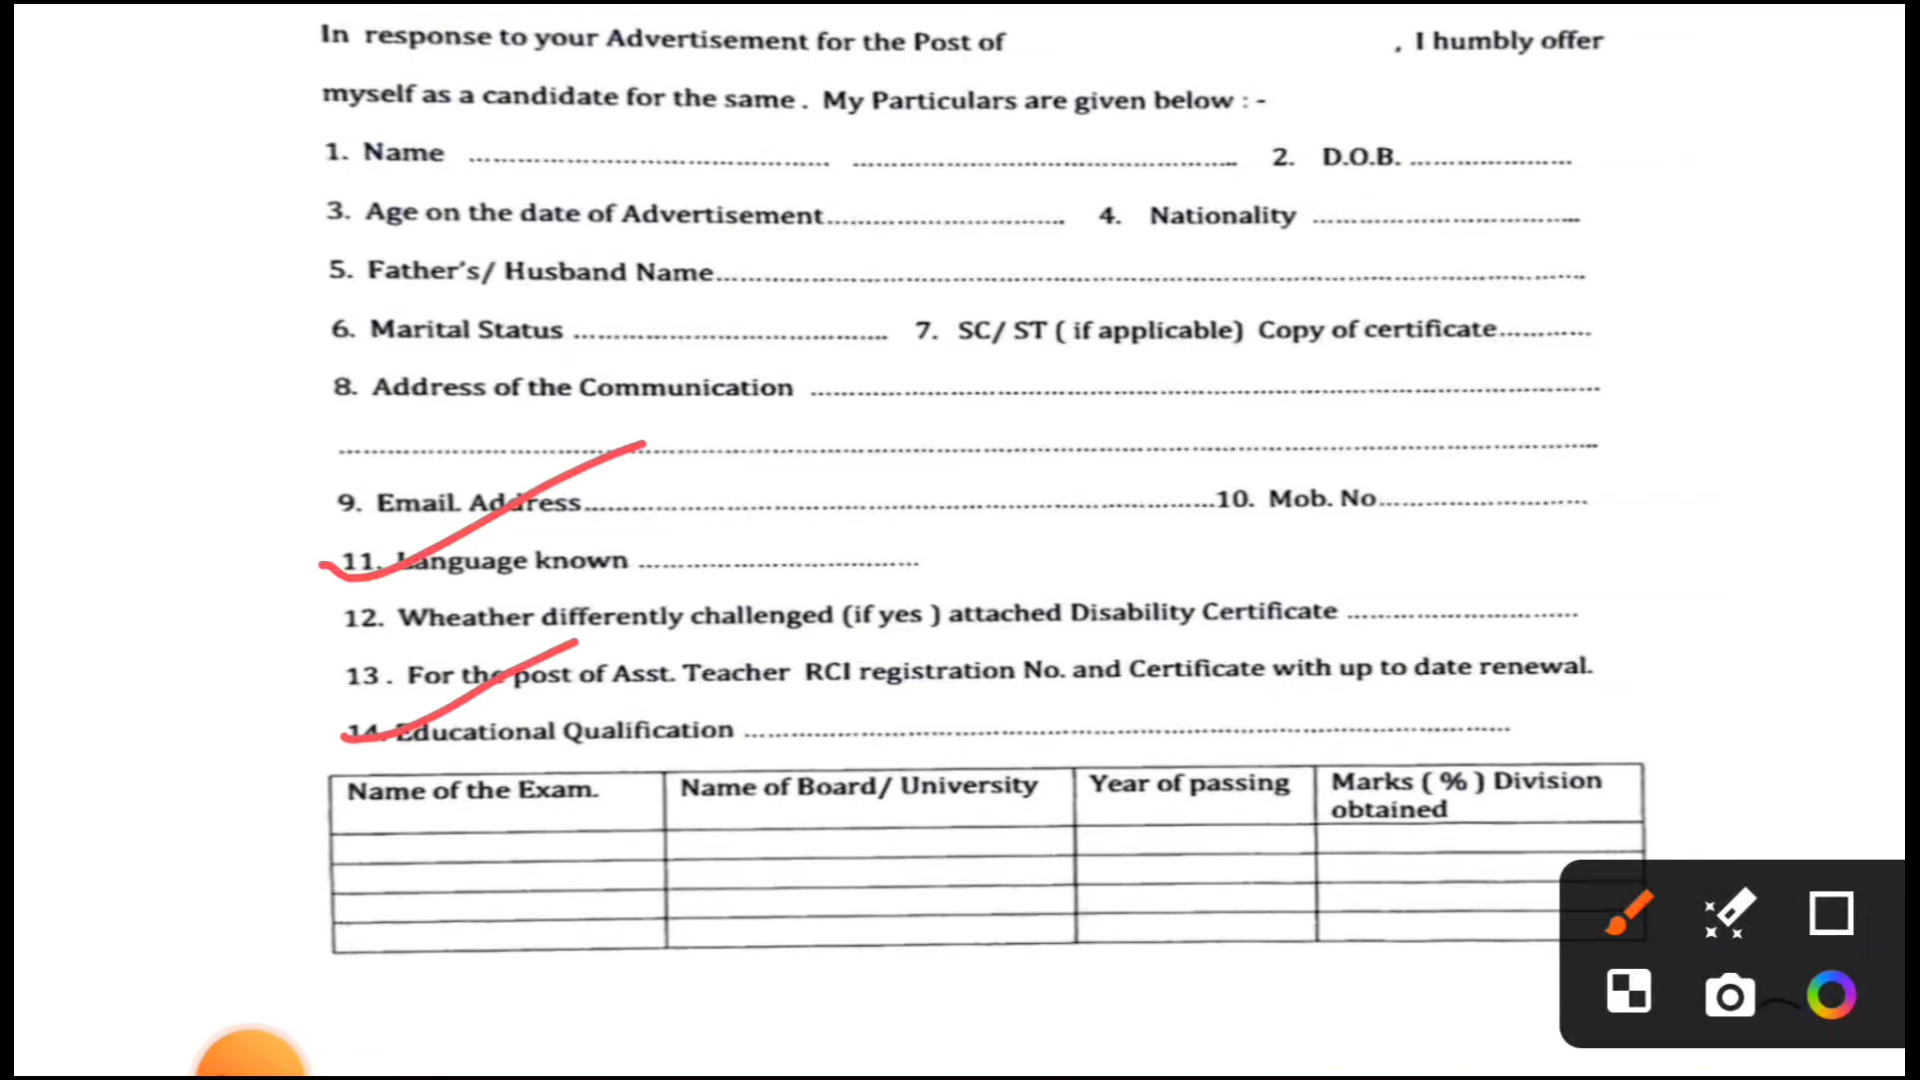 In response to your Advertisement for the Post of , I humbly offer
myself as a candidate for the same . My Particulars are given below : -
1. Name ........................................ ........................................ 2. D.O.B. ....................
3. Age on the date of Advertisement.............................. 4. Nationality ..............................
5. Father's/ Husband Name....................................................................................
6. Marital Status .................................... 7. SC/ ST ( if applicable) Copy of certificate............
8. Address of the Communication ................................................................................
................................................................................................................................
9. Email. Address................................................................................10. Mob. No.........................
11. Language known ................................
12. Wheather differently challenged (if yes ) attached Disability Certificate ..........................
13 . For the post of Asst. Teacher RCI registration No. and Certificate with up to date renewal.
14. Educational Qualification ................................................................................
Name of the Exam. Name of Board/ University Year of passing Marks ( % ) Division
obtained